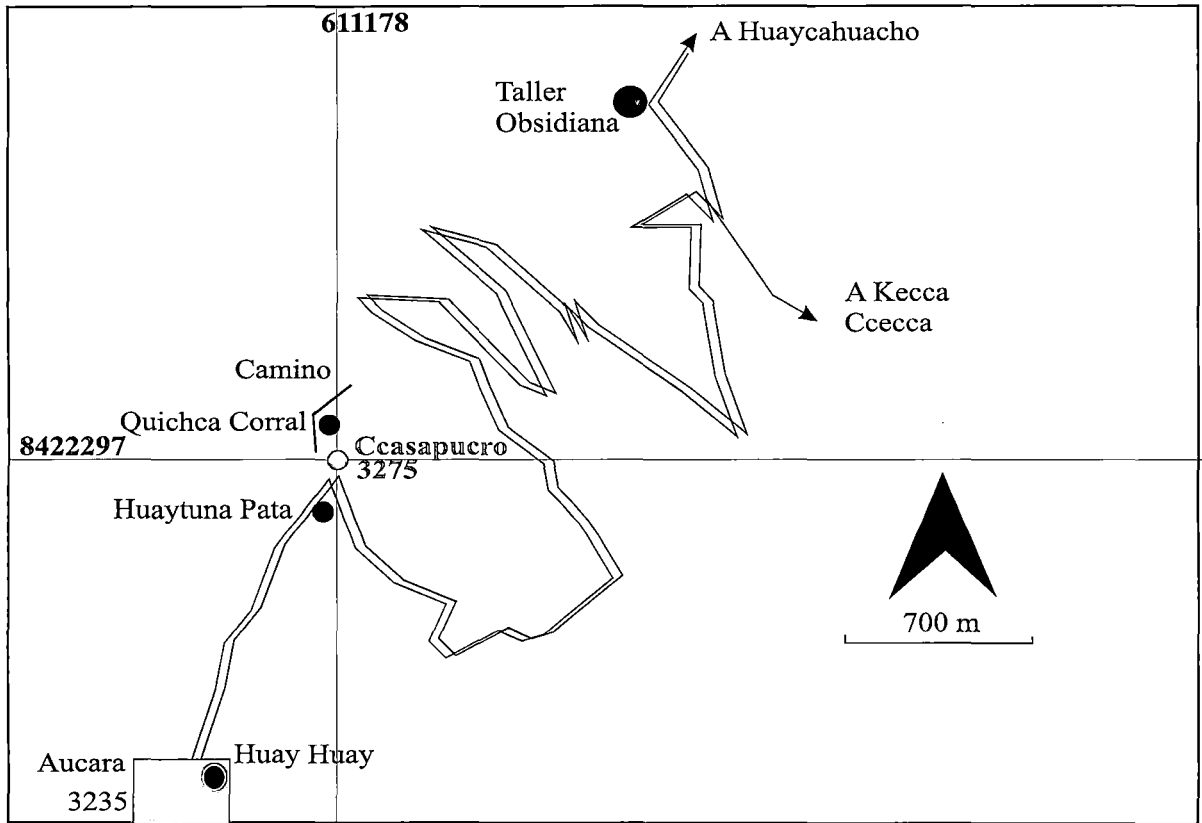 611178
A Huaycahuacho
Taller
Obsidiana
A Kecca
Ccecca
Camino
Quichca Corral
8422297
Ccasapucro
3275
Huaytuna Pata
700 m
Aucara
3235
Huay Huay